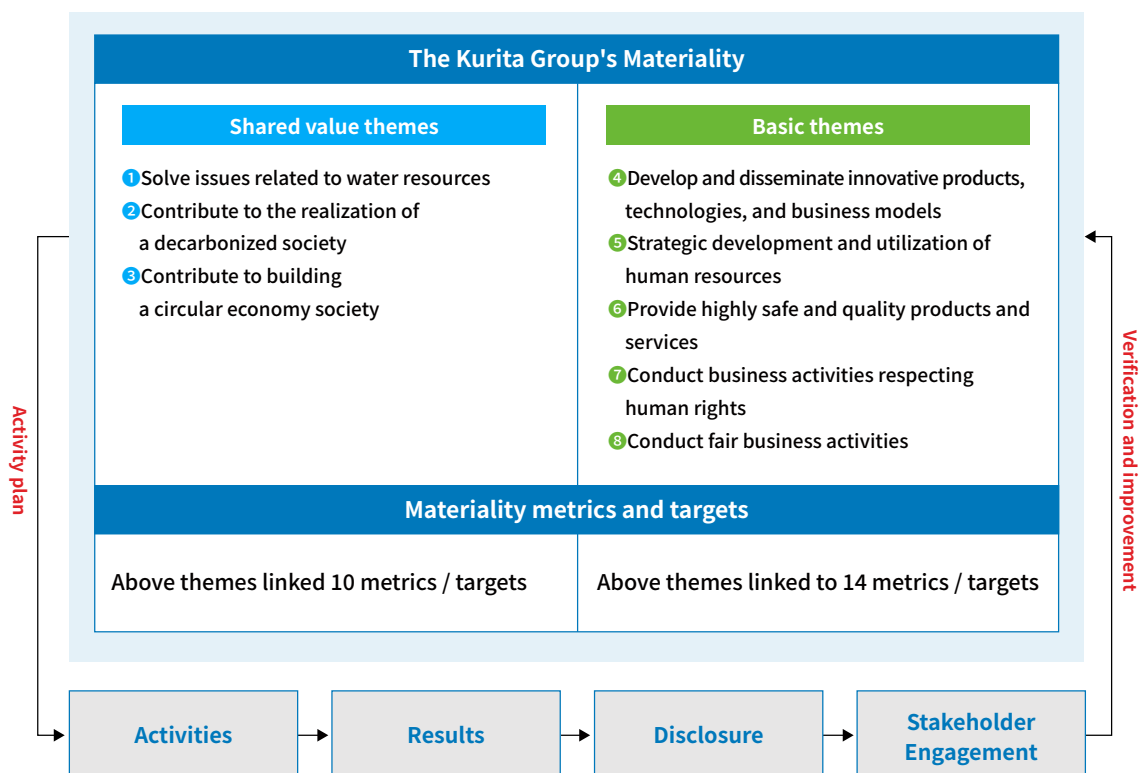 The Kurita Group's Materiality
Shared value themes
❶Solve issues related to water resources
❷Contribute to the realization of
a decarbonized society
❸Contribute to building
a circular economy society
Basic themes
❹Develop and disseminate innovative products,
technologies, and business models
❺Strategic development and utilization of
human resources
❻Provide highly safe and quality products and
services
❼Conduct business activities respecting
human rights
❽Conduct fair business activities
Materiality metrics and targets
Above themes linked 10 metrics / targets
Above themes linked to 14 metrics / targets
Activity plan
Activities
Results
Disclosure
Stakeholder
Engagement
Verification and improvement